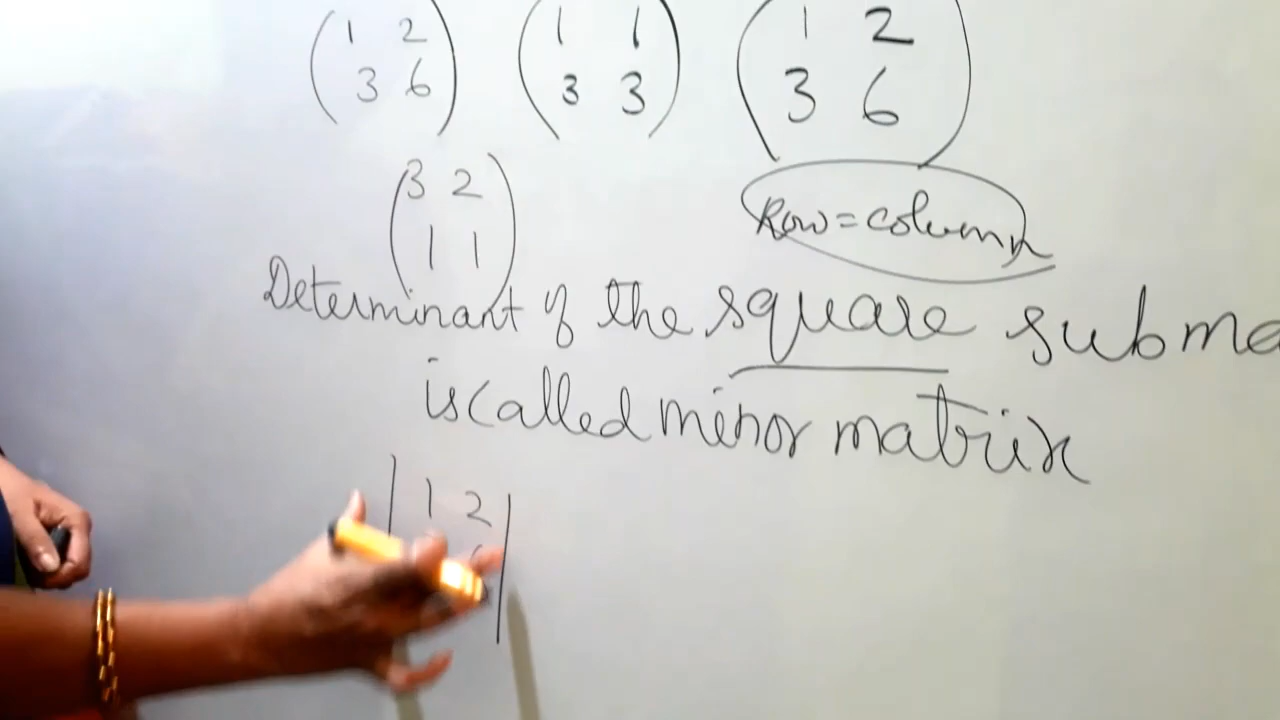 1 2 1 1 1 2
3 6 3 3 3 6
3 2
1 1
Row=column
Determinant of the square
is called minor matrix
1 2